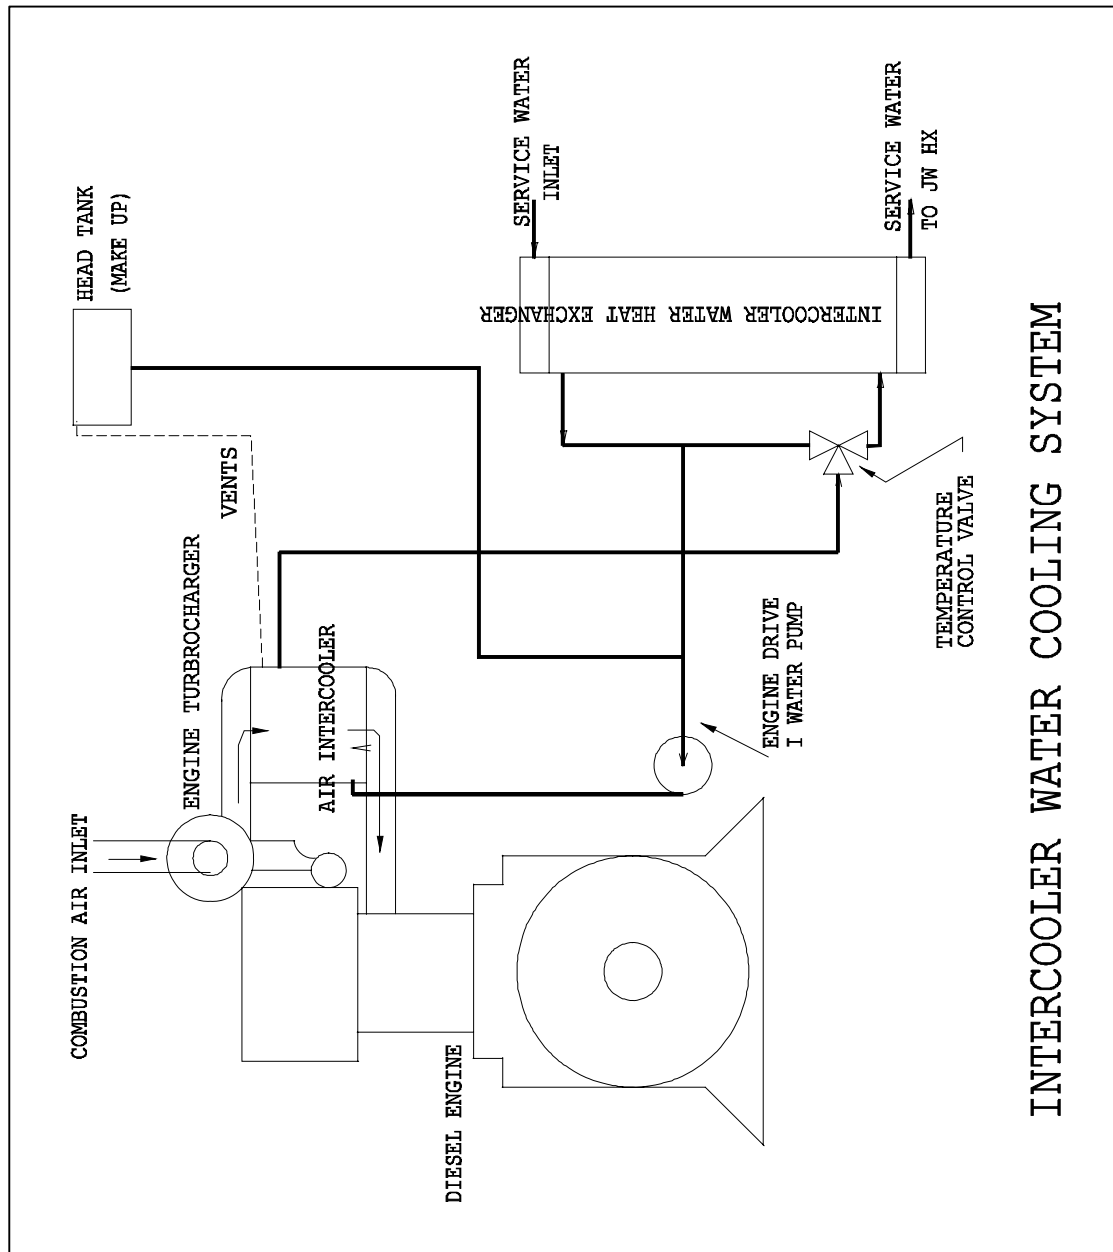 COMBUSTION AIR INLET
ENGINE TURBROCHARGER
VENTS
HEAD TANK
(MAKE UP)
AIR INTERCOOLER
DIESEL ENGINE
SERVICE WATER
INLET
INTERCOOLER WATER HEAT EXCHANGER
SERVICE WATER
TO JW HX
ENGINE DRIVE
I WATER PUMP
TEMPERATURE
CONTROL VALVE
INTERCOOLER WATER COOLING SYSTEM